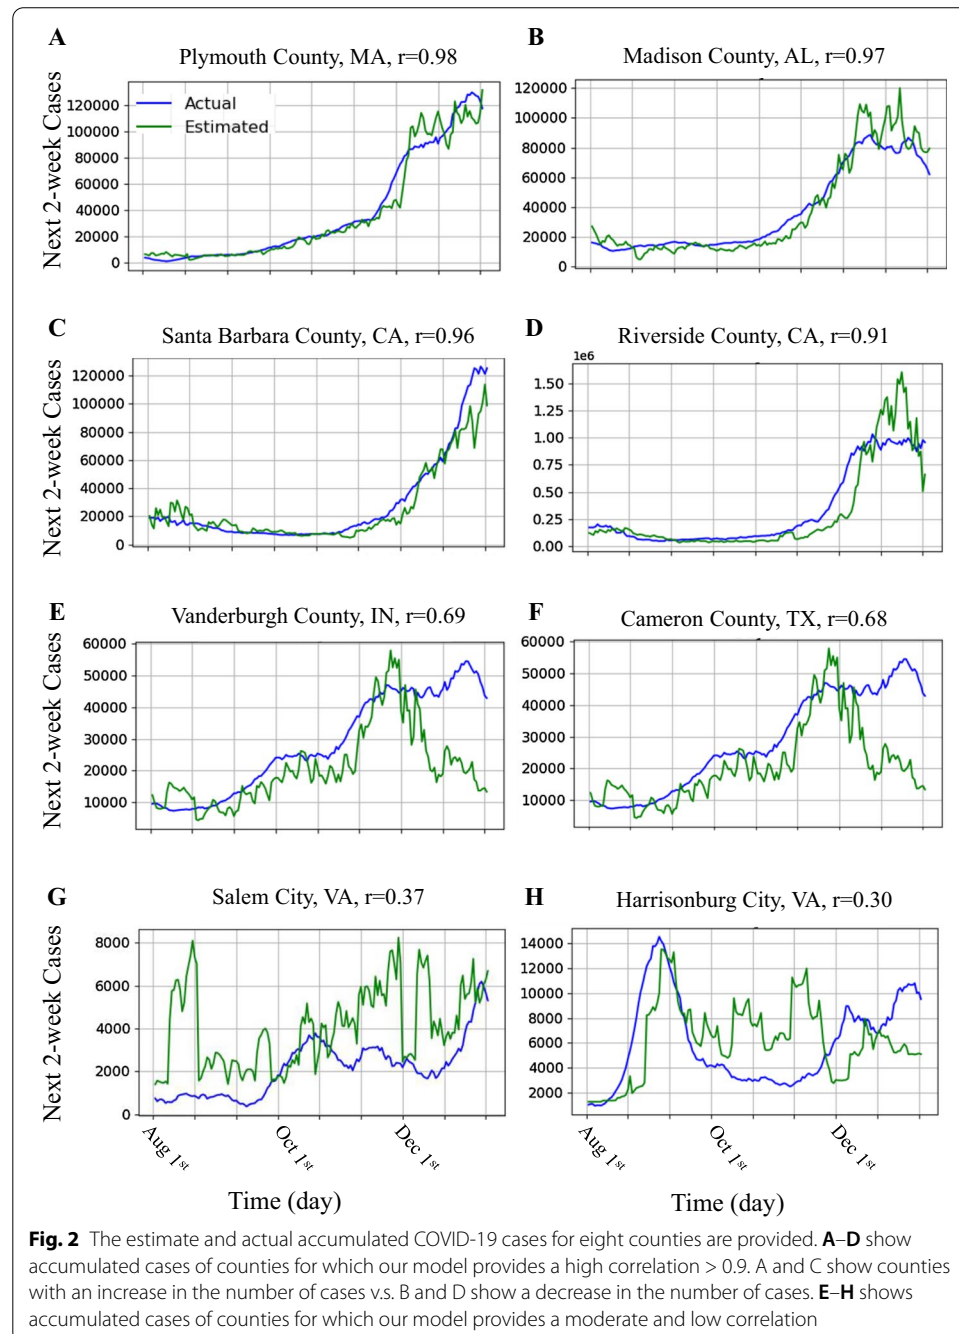 A
Plymouth County, MA, r=0.98
Next 2-week Cases
120000
100000
80000
60000
40000
20000
0
Actual
Estimated
B
Madison County, AL, r=0.97
120000
100000
80000
60000
40000
20000
0
C
Santa Barbara County, CA, r=0.96
Next 2-week Cases
120000
100000
80000
60000
40000
20000
0
D
Riverside County, CA, r=0.91
1e6
1.50
1.25
1.00
0.75
0.50
0.25
0.00
E
Vanderburgh County, IN, r=0.69
Next 2-week Cases
60000
50000
40000
30000
20000
10000
F
Cameron County, TX, r=0.68
60000
50000
40000
30000
20000
10000
G
Salem City, VA, r=0.37
Next 2-week Cases
8000
6000
4000
2000
0
Aug 1st
Oct 1st
Dec 1st
Time (day)
H
Harrisonburg City, VA, r=0.30
14000
12000
10000
8000
6000
4000
2000
Aug 1st
Oct 1st
Dec 1st
Time (day)
Fig. 2 The estimate and actual accumulated COVID-19 cases for eight counties are provided. A–D show
accumulated cases of counties for which our model provides a high correlation > 0.9. A and C show counties
with an increase in the number of cases v.s. B and D show a decrease in the number of cases. E–H shows
accumulated cases of counties for which our model provides a moderate and low correlation